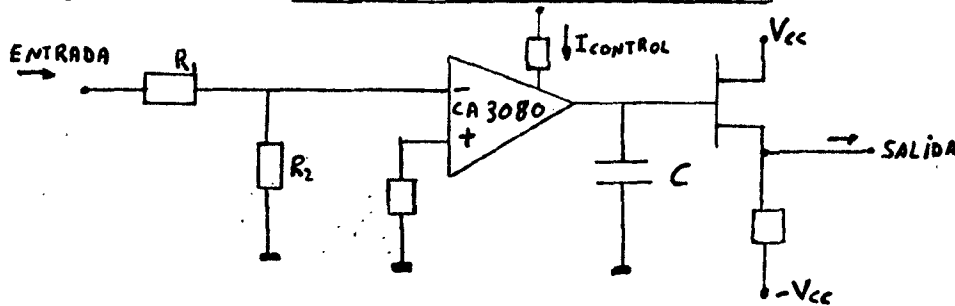 ENTRADA
R1
R2
-
CA 3080
+
ICONTROL
C
Vcc
SALIDA
-Vcc